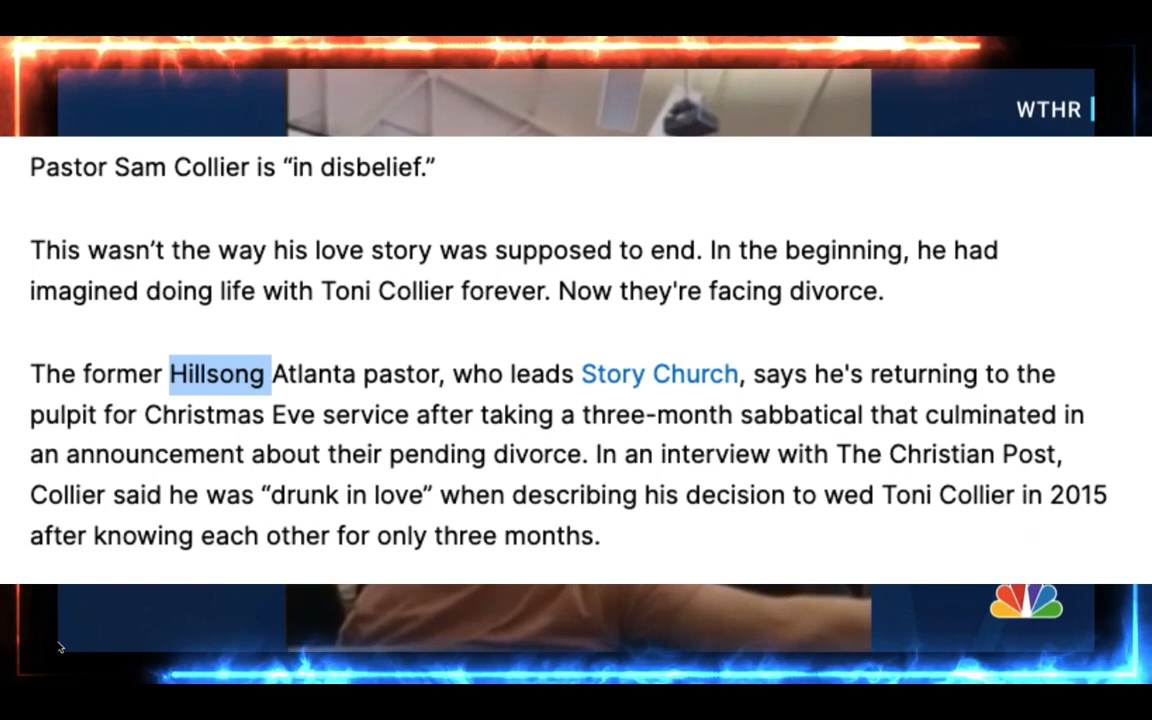 WTHR
Pastor Sam Collier is “in disbelief.”
This wasn’t the way his love story was supposed to end. In the beginning, he had
imagined doing life with Toni Collier forever. Now they're facing divorce.
The former Hillsong Atlanta pastor, who leads Story Church, says he's returning to the
pulpit for Christmas Eve service after taking a three-month sabbatical that culminated in
an announcement about their pending divorce. In an interview with The Christian Post,
Collier said he was “drunk in love” when describing his decision to wed Toni Collier in 2015
after knowing each other for only three months.